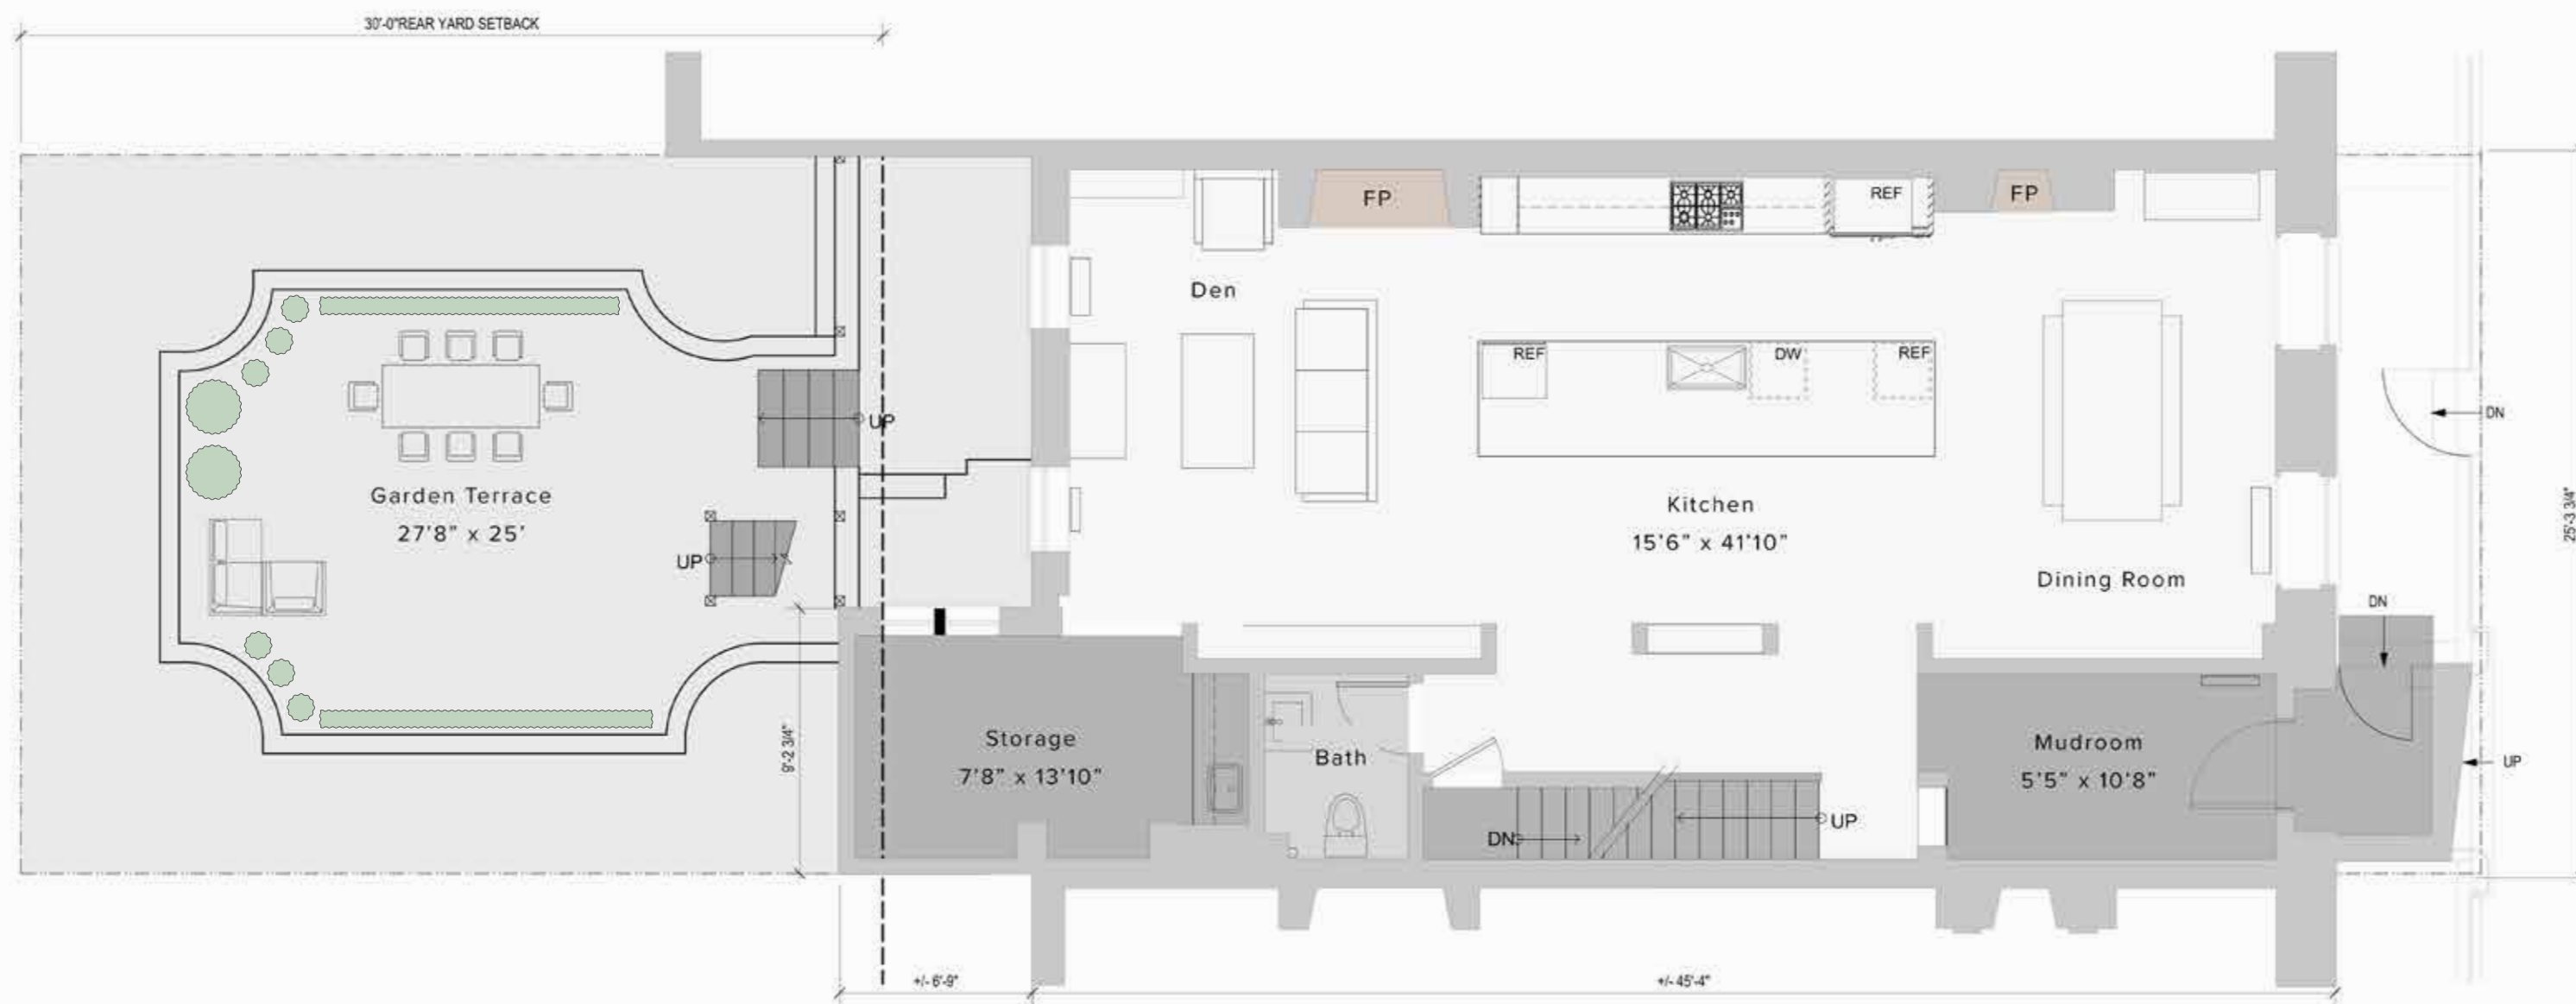 30'-0"REAR YARD SETBACK
FP
REF
FP
Den
REF
DW
REF
UP
DN
Garden Terrace
27'8" x 25'
Kitchen
15'6" x 41'10"
25'-3 3/4"
UP
Dining Room
DN
9'-2 3/4"
Storage
7'8" x 13'10"
Bath
Mudroom
5'5" x 10'8"
UP
DN
UP
+/- 6'-9"
+/- 45'-4"